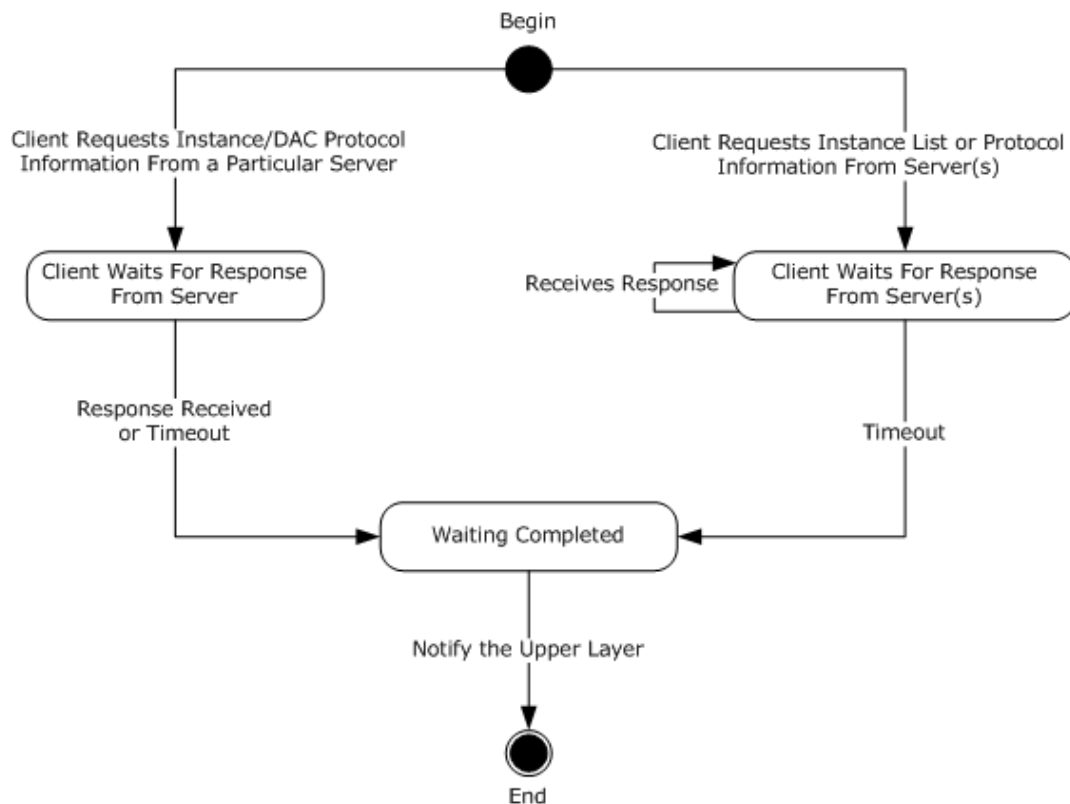 Begin
Client Requests Instance/DAC Protocol
Information From a Particular Server
Client Requests Instance List or Protocol
Information From Server(s)
Client Waits For Response
From Server
Receives Response
Client Waits For Response
From Server(s)
Response Received
or Timeout
Timeout
Waiting Completed
Notify the Upper Layer
End